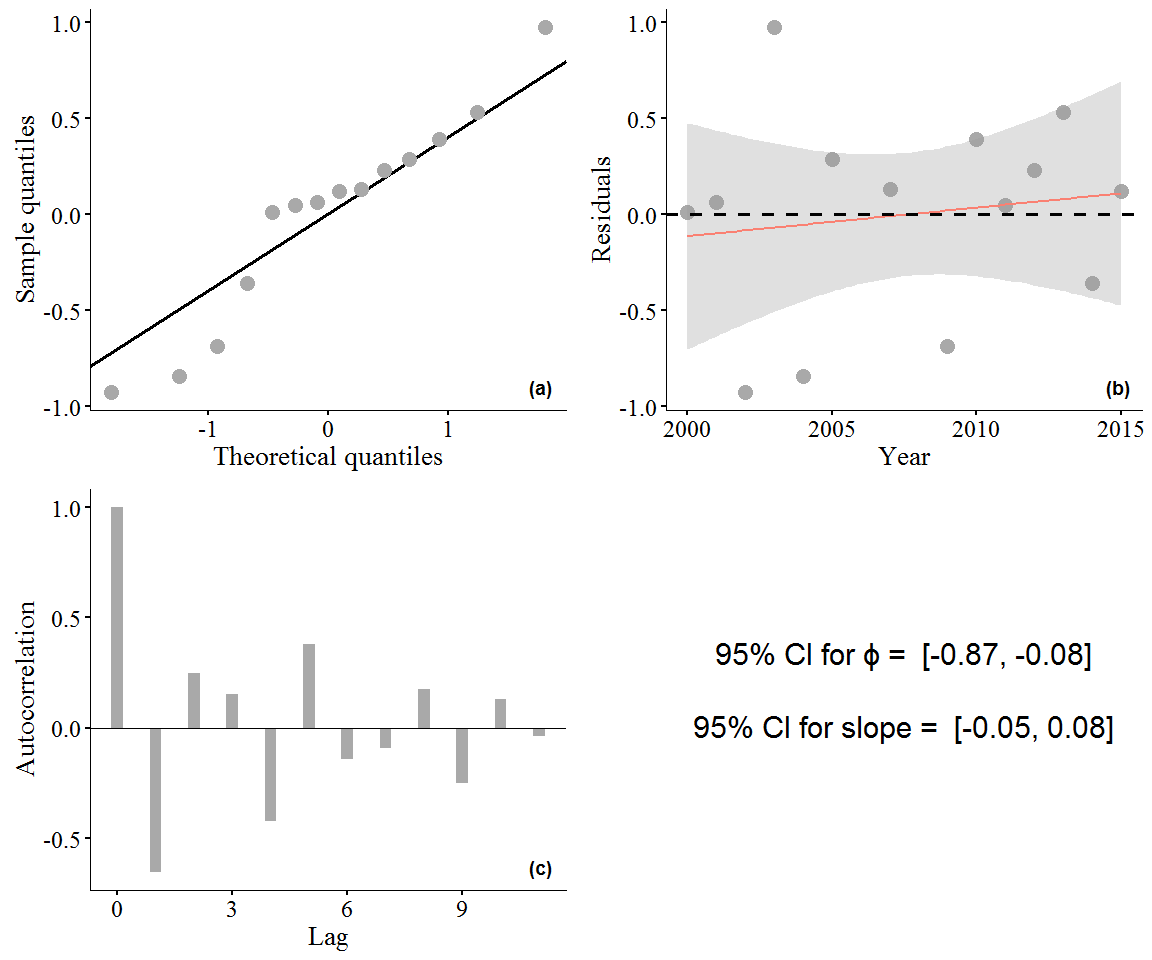 1.0
0.5
0.0
-0.5
-1.0
Sample quantiles
-1
0
1
Theoretical quantiles
(a)
1.0
0.5
0.0
-0.5
-1.0
Residuals
2000
2005
2010
2015
Year
(b)
1.0
0.5
0.0
-0.5
Autocorrelation
0
3
6
9
Lag
(c)
95% CI for ϕ = [-0.87, -0.08]
95% CI for slope = [-0.05, 0.08]